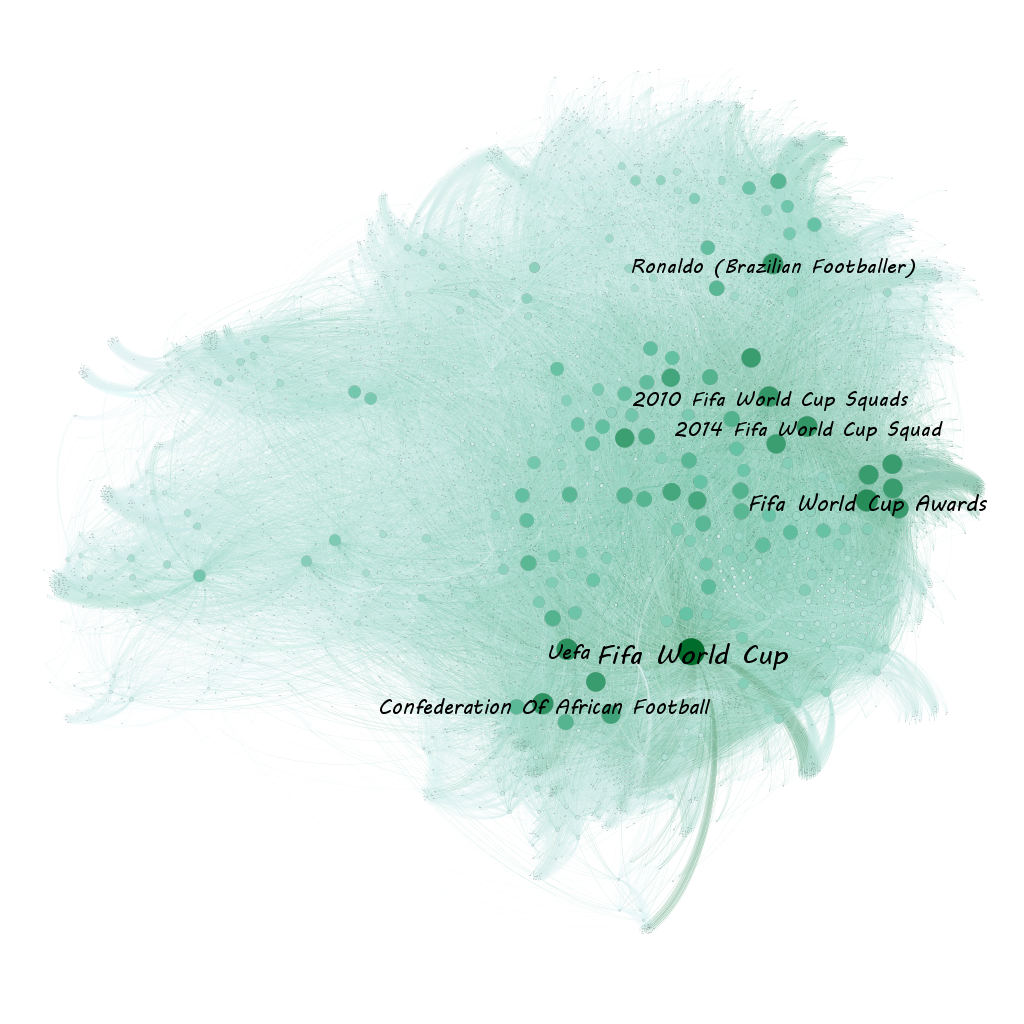 Ronaldo (Brazilian Footballer)
2010 Fifa World Cup Squads
2014 Fifa World Cup Squad
Fifa World Cup Awards
Uefa
Fifa World Cup
Confederation Of African Football